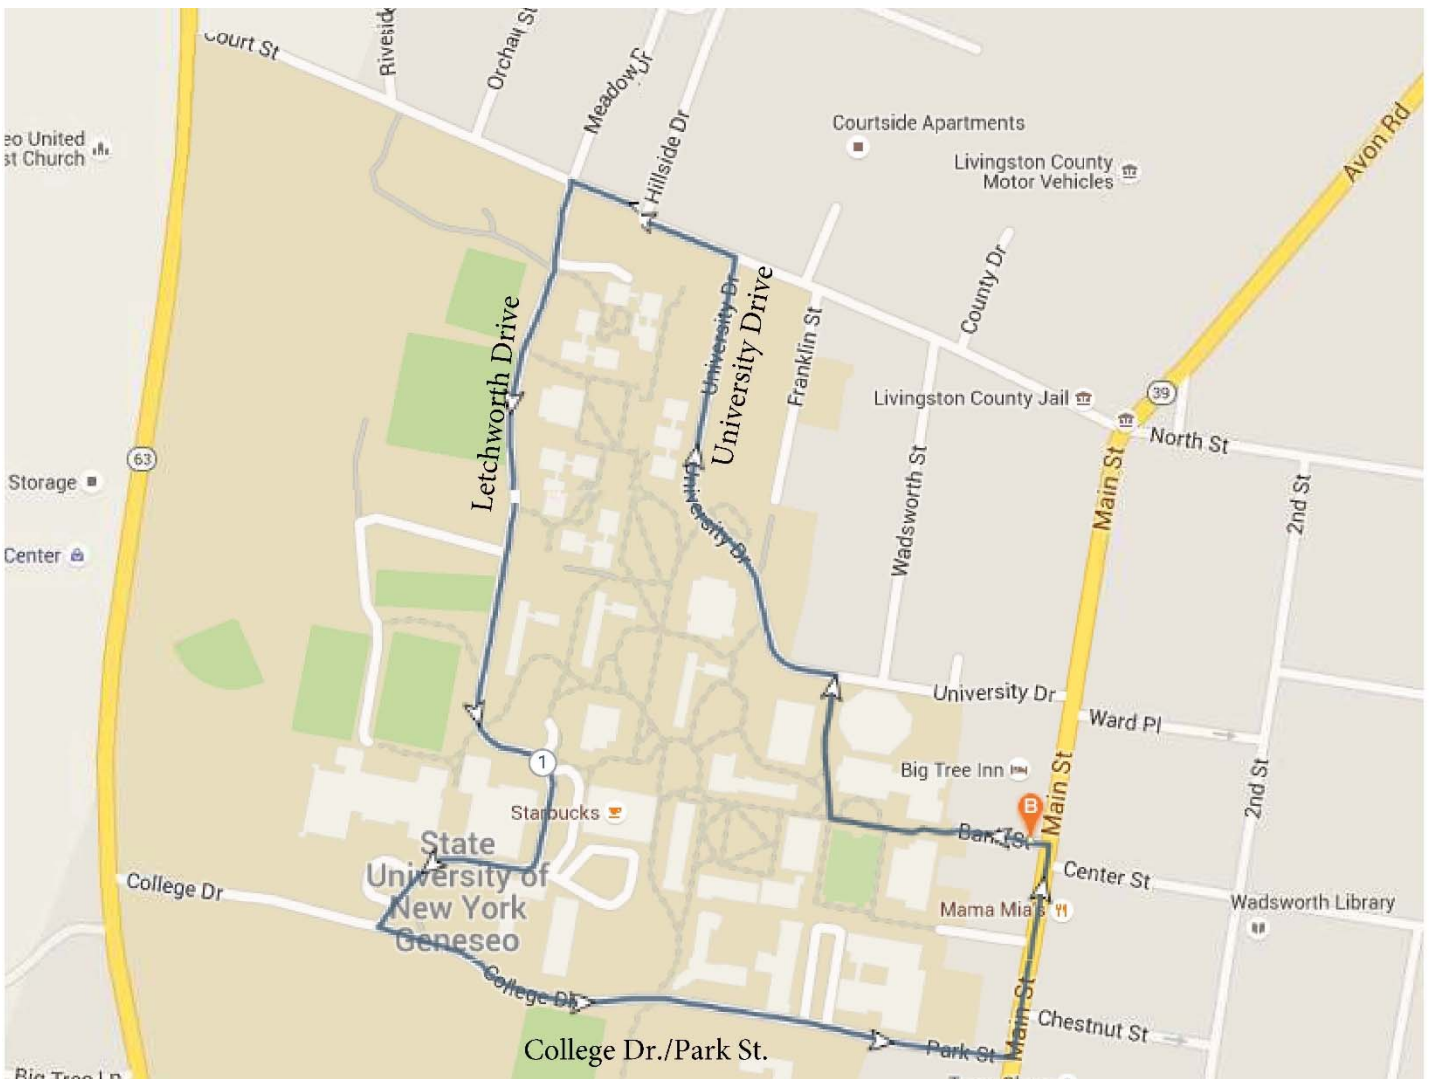 Court St
Riveside
Orchall St
Meadow Dr
Hillside Dr
Courtside Apartments
Livingston County
Motor Vehicles
Avon Rd
eo United
st Church
County Dr
University Dr
University Drive
Letchworth Drive
Franklin St
Livingston County Jail
39
North St
63
Storage
Center
University Dr
Wadsworth St
Main St
2nd St
University Dr
Ward Pl
1
Big Tree Inn
Main St
2nd St
B
Starbucks
Bank St
State
University of
New York
Geneseo
Center St
College Dr
Mama Mia's
Wadsworth Library
College Dr
Main St
Chestnut St
College Dr./Park St.
Park St